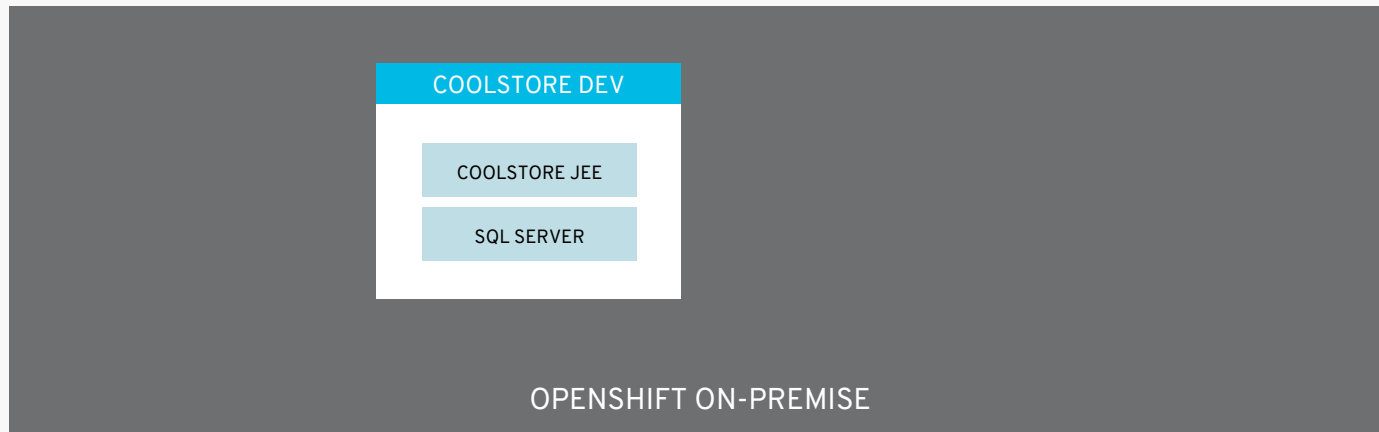 COOLSTORE DEV
COOLSTORE JEE
SQL SERVER
OPENSHIFT ON-PREMISE